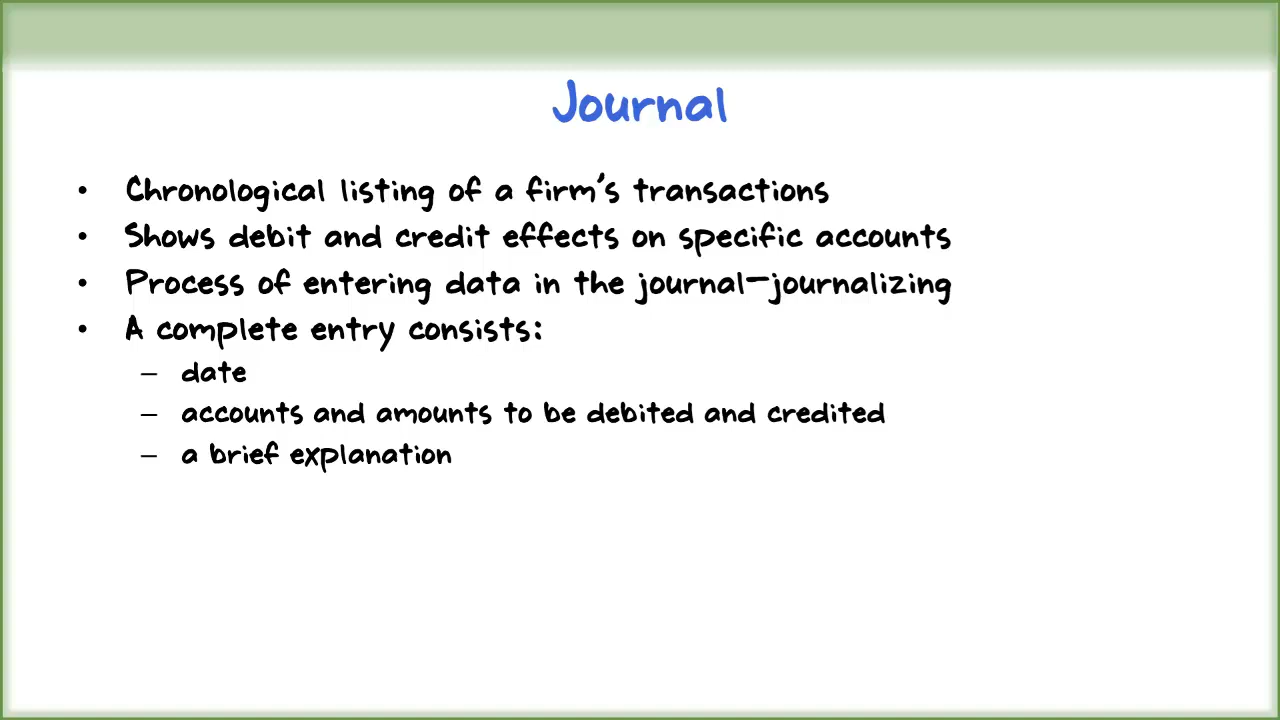 Journal
• Chronological listing of a firm's transactions
• Shows debit and credit effects on specific accounts
• Process of entering data in the journal—journalizing
• A complete entry consists:
– date
– accounts and amounts to be debited and credited
– a brief explanation